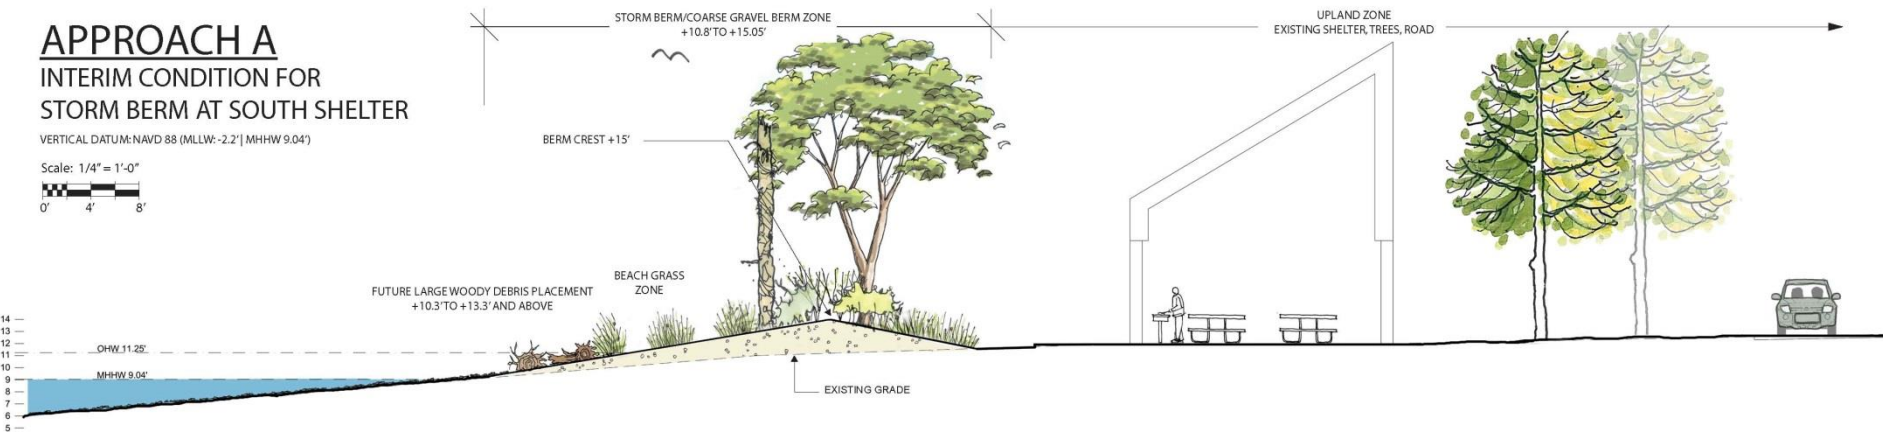 APPROACH A
INTERIM CONDITION FOR
STORM BERM AT SOUTH SHELTER
VERTICAL DATUM: NAVD 88 (MLLW: -2.2' | MHHW 9.04')
Scale: 1/4" = 1'-0"
0' 4' 8'
STORM BERM/COARSE GRAVEL BERM ZONE
+10.8' TO +15.05'
UPLAND ZONE
EXISTING SHELTER, TREES, ROAD
BERM CREST +15'
BEACH GRASS
ZONE
FUTURE LARGE WOODY DEBRIS PLACEMENT
+10.3' TO +13.3' AND ABOVE
14
13
12
11
10
9
8
7
6
5
OHW 11.25'
MHHW 9.04'
EXISTING GRADE